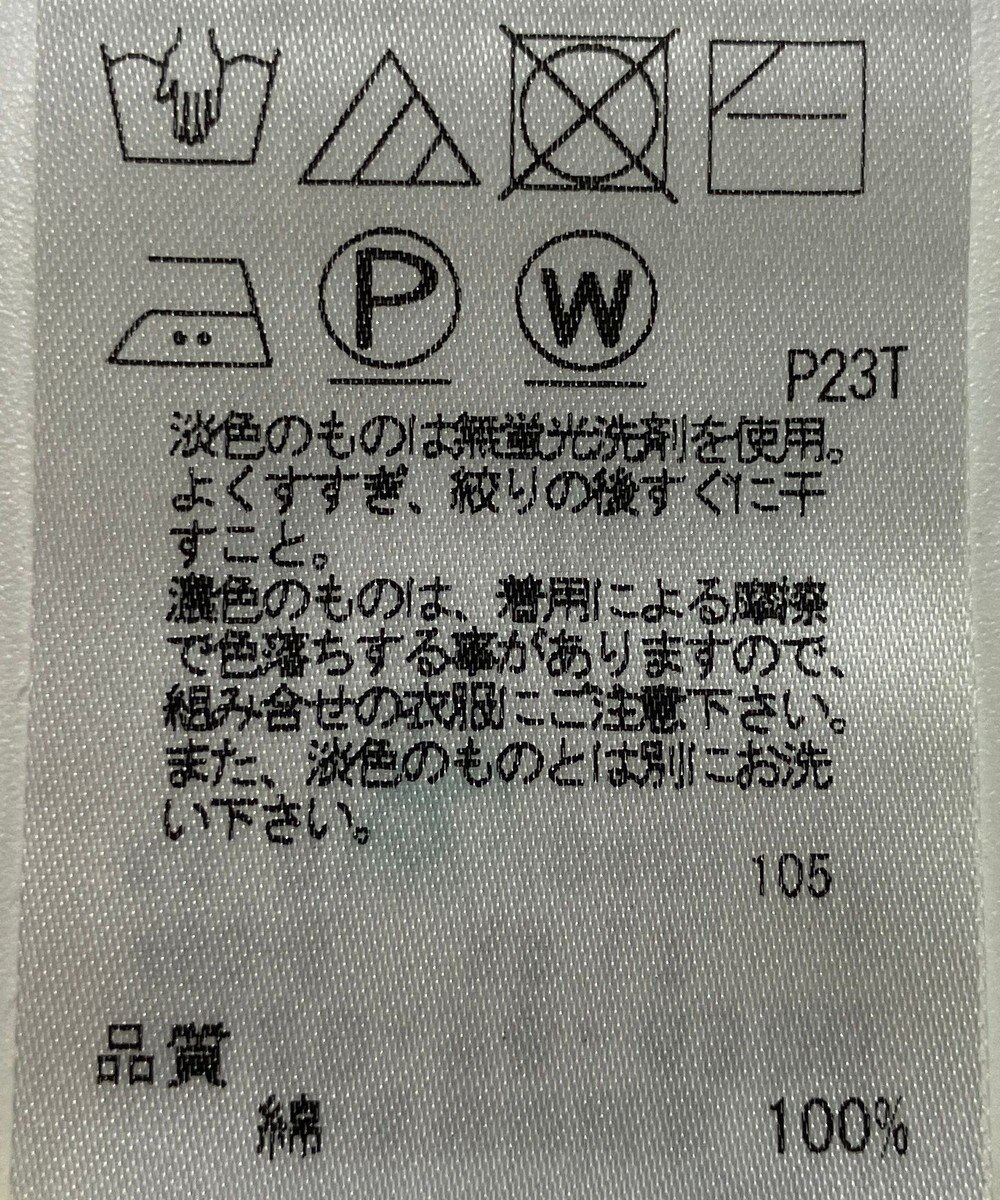 P
W
P23T
淡色のものは無蛍光洗剤を使用。
よくすすぎ、絞りの後すぐに干
すこと。
濃色のものは、着用による摩擦
で色落ちする事がありますので、
組み合せの衣服にご注意下さい。
また、淡色のものとは別にお洗
い下さい。
105
品質
綿 100%